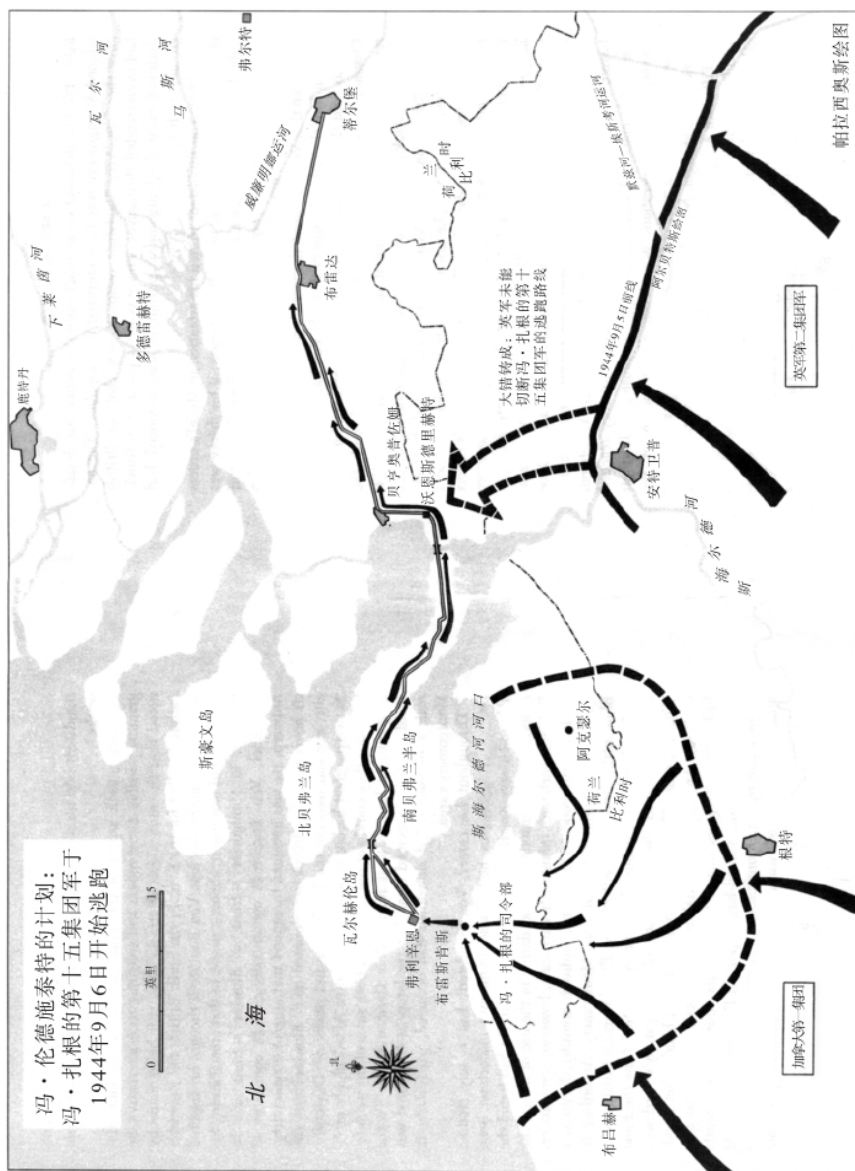 冯·伦德施泰特的计划：
冯·扎根的第十五集团军于
1944年9月6日开始逃跑
0 英里 15
北海
北
鹿特丹
下莱茵河
瓦尔河
马斯河
弗尔特
多德雷赫特
斯豪文岛
北贝弗兰岛
瓦尔赫伦岛
南贝弗兰半岛
弗利辛恩
布雷斯肯斯
冯·扎根的司令部
斯海尔德河河口
贝亨奥普佐姆
沃恩斯德里赫特
布雷达
蒂尔堡
威廉明娜运河
荷兰
比利时
大错铸成：英军未能
切断冯·扎根的第十
五集团军的逃跑路线
阿克瑟尔
荷兰
比利时
安特卫普
斯海尔德河
1944年9月5日前线
阿尔贝特斯绘图
默兹河—埃斯考河运河
布吕赫
根特
加拿大第一集团
英军第二集团军
帕拉西奥斯绘图